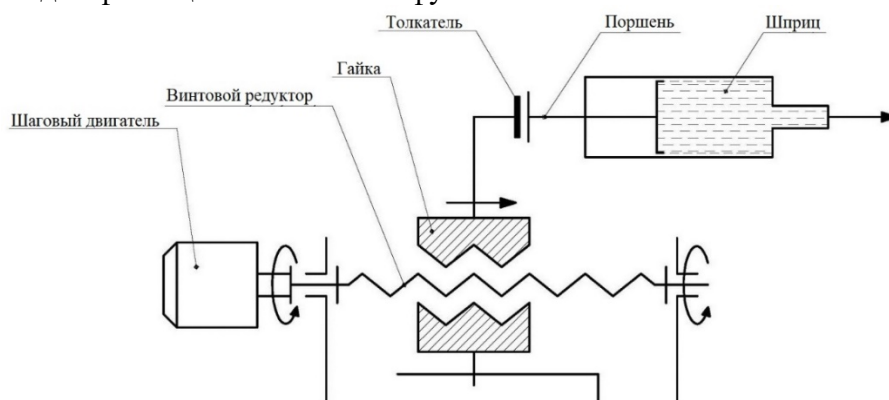 Толкатель
Поршень
Шприц
Гайка
Винтовой редуктор
Шаговый двигатель